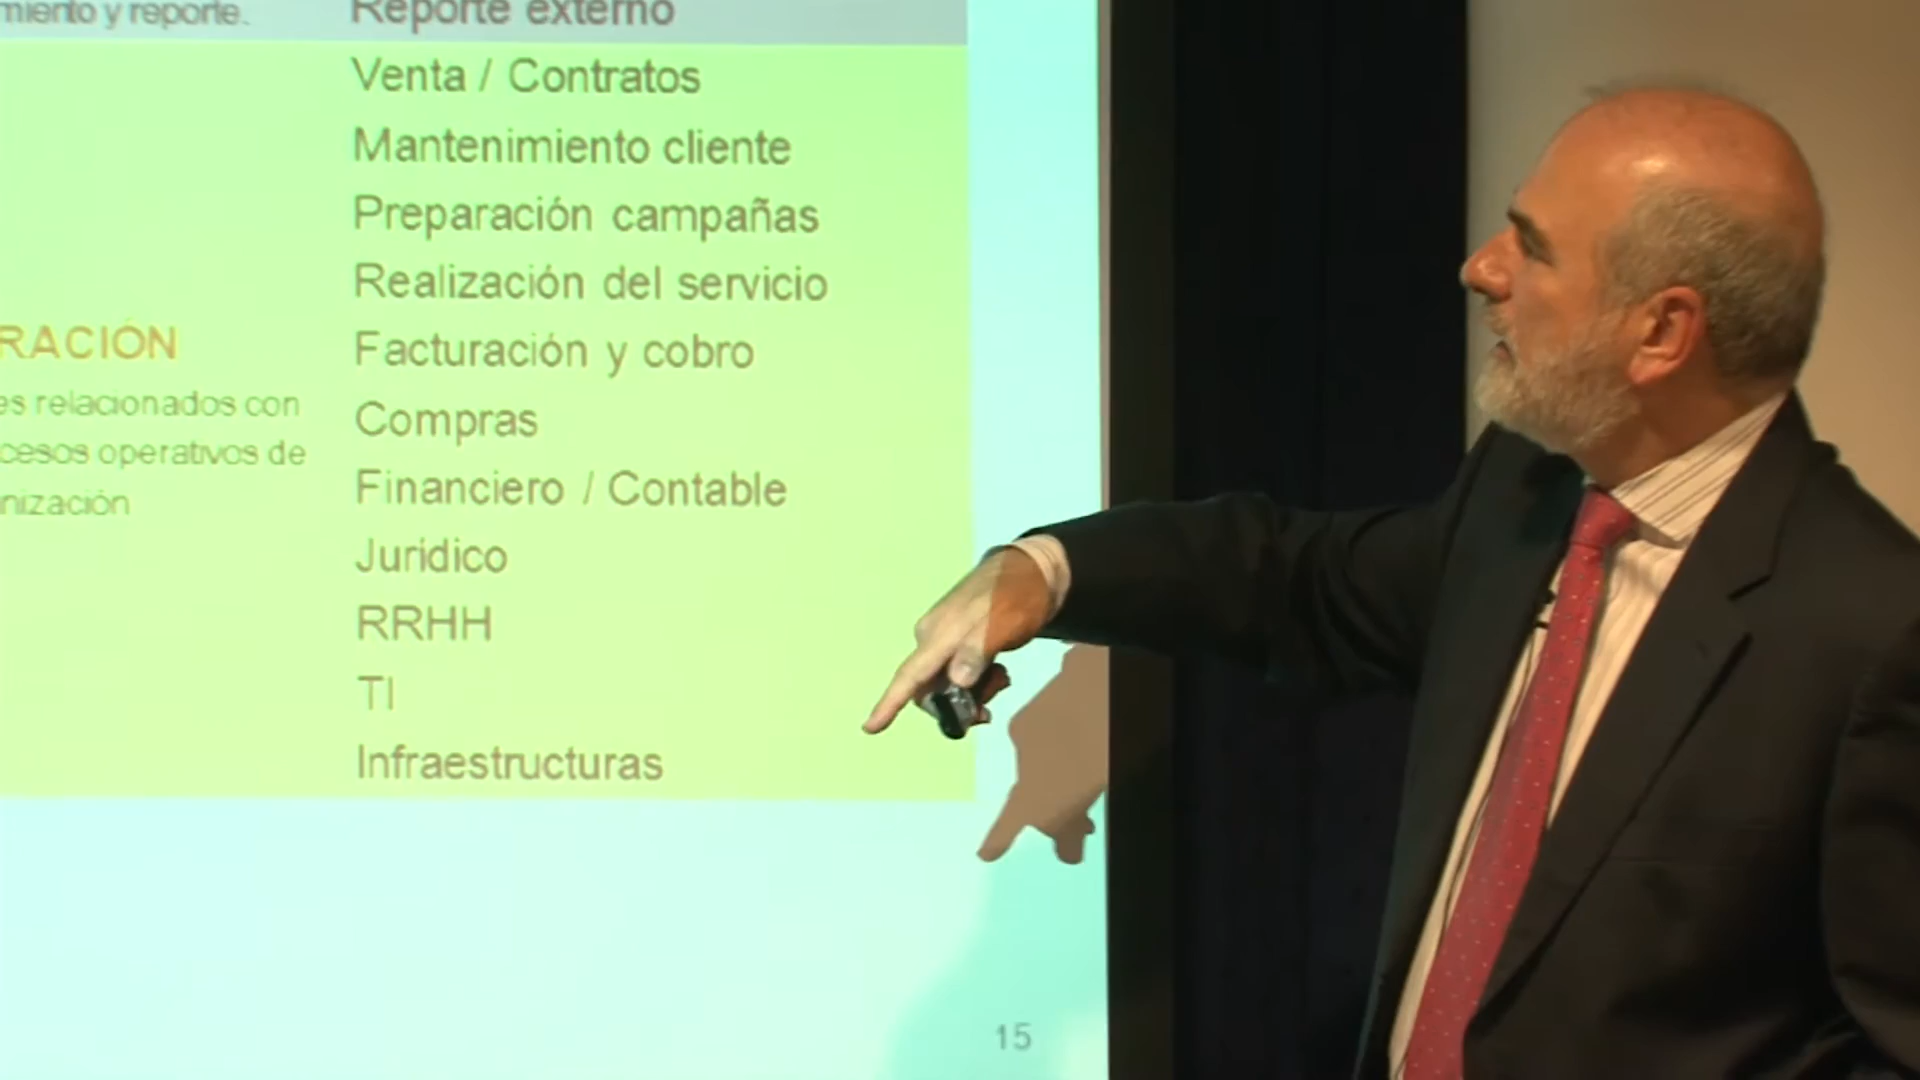 miento y reporte.
Reporte externo
Venta / Contratos
Mantenimiento cliente
Preparación campañas
Realización del servicio
Facturación y cobro
Compras
Financiero / Contable
Jurídico
RRHH
TI
Infraestructuras
RACIÓN
es relacionados con
cesos operativos de
nización
15